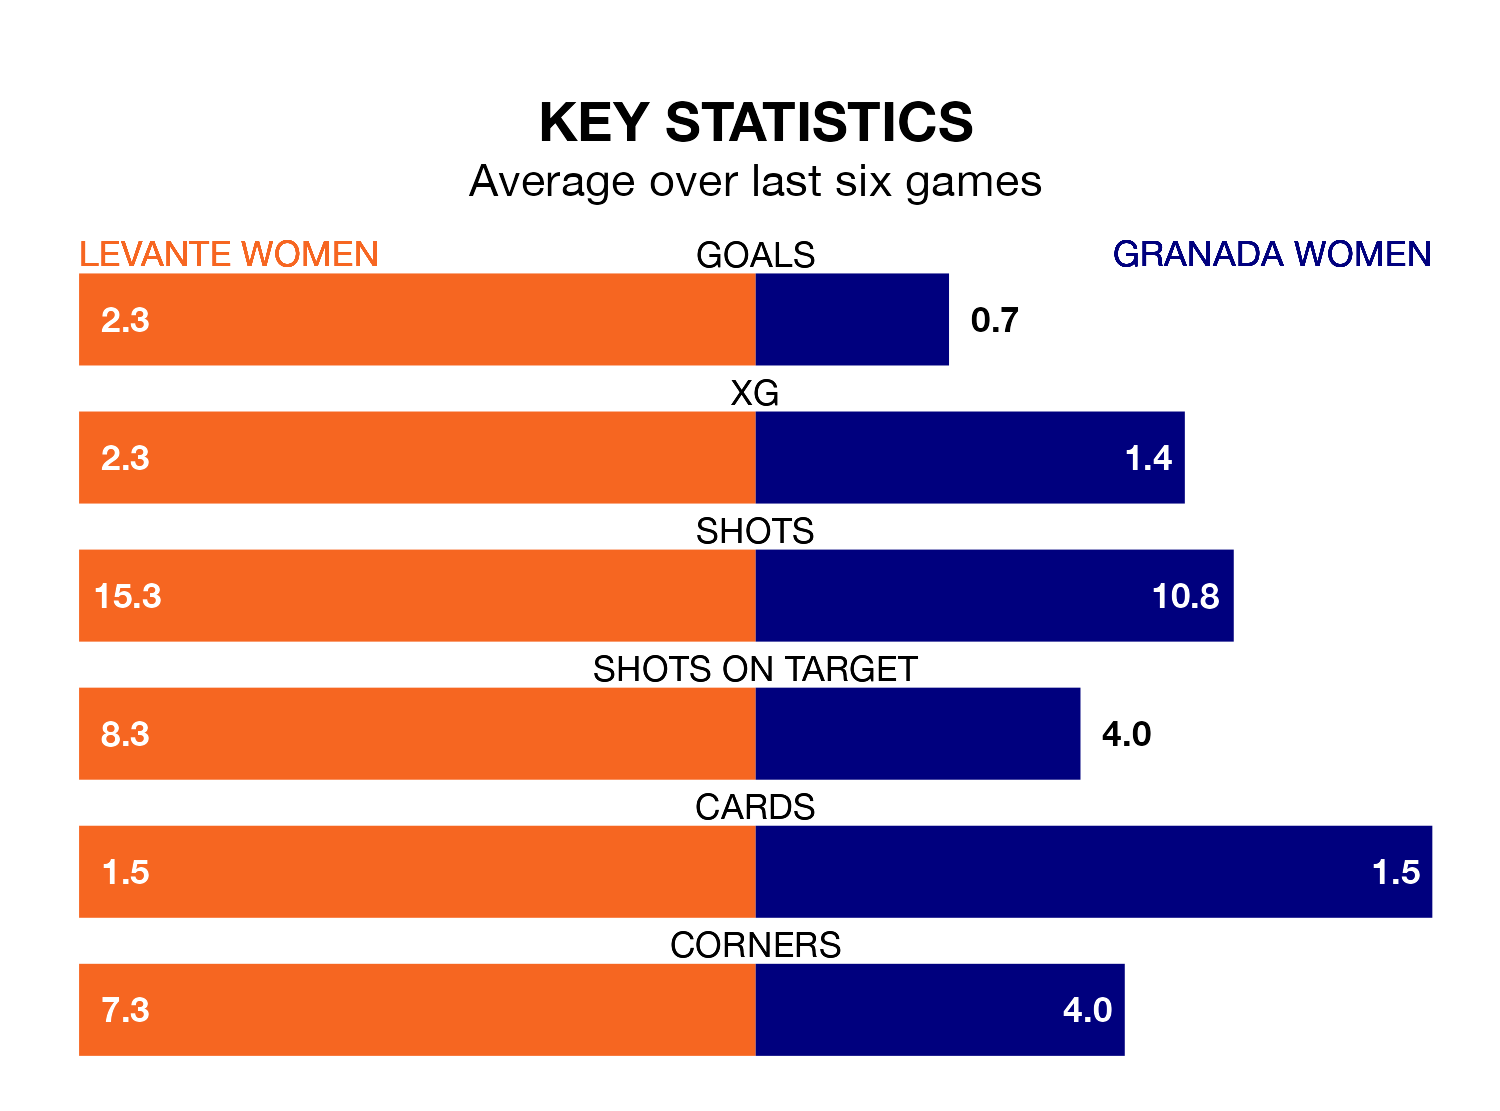 KEY STATISTICS
Average over last six games
LEVANTE WOMEN GOALS GRANADA WOMEN
2.3 0.7
XG
2.3 1.4
SHOTS
15.3 10.8
SHOTS ON TARGET
8.3 4.0
CARDS
1.5 1.5
CORNERS
7.3 4.0